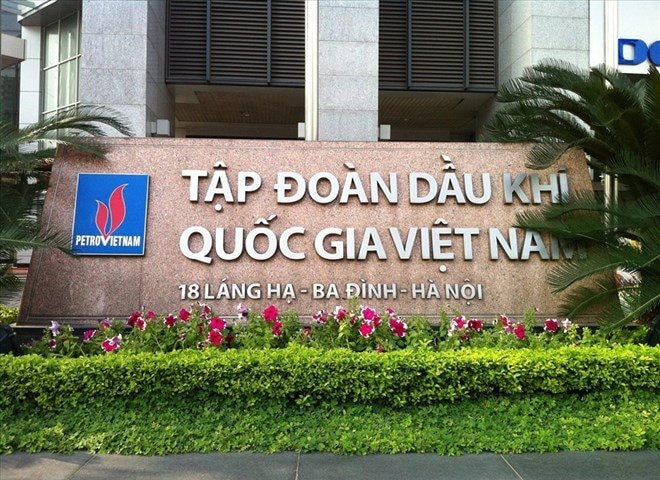 TẬP ĐOÀN DẦU KHÍ
QUỐC GIA VIỆT NAM
PETROVIETNAM
18 LÁNG HẠ - BA ĐÌNH - HÀ NỘI